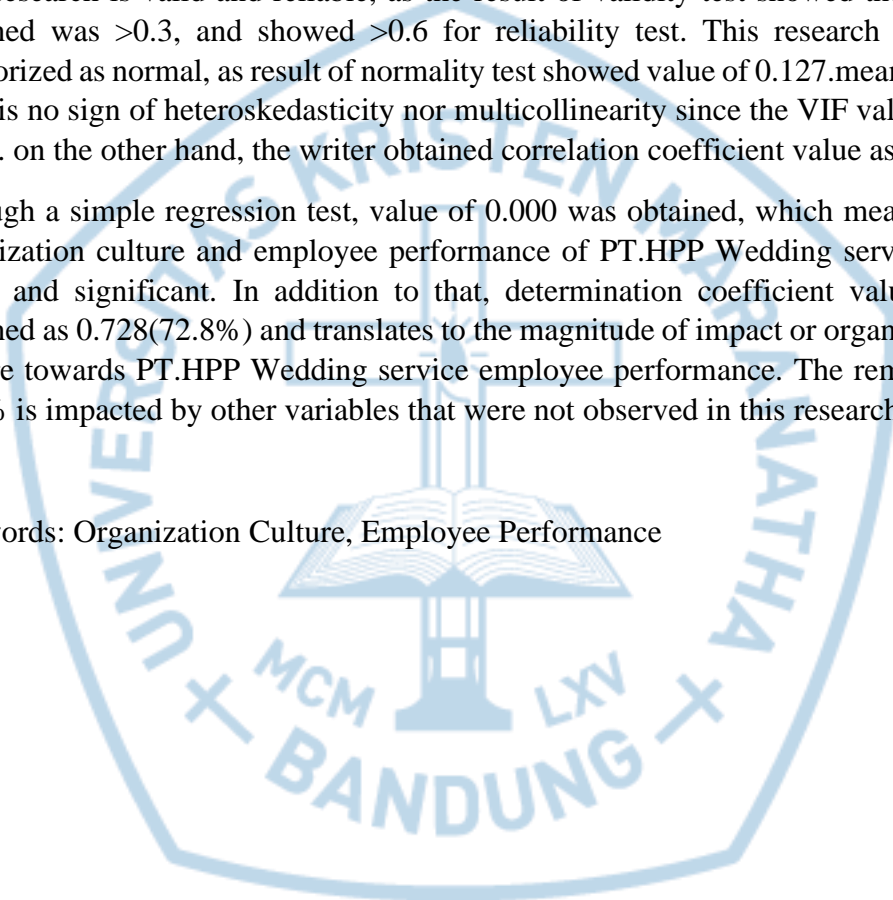 research is valid and reliable, as the result of validity test showed
ned was >0.3, and showed >0.6 for reliability test. This research
orized as normal, as result of normality test showed value of 0.127.mean
is no sign of heteroskedasticity nor multicollinearity since the VIF val
. on the other hand, the writer obtained correlation coefficient value as
gh a simple regression test, value of 0.000 was obtained, which mea
ization culture and employee performance of PT.HPP Wedding serv
and significant. In addition to that, determination coefficient valu
ned as 0.728(72.8%) and translates to the magnitude of impact or organ
e towards PT.HPP Wedding service employee performance. The rem
% is impacted by other variables that were not observed in this research
ords: Organization Culture, Employee Performance
UNIVERSITAS KRISTEN MARANATHA
MCM LXV
BANDUNG